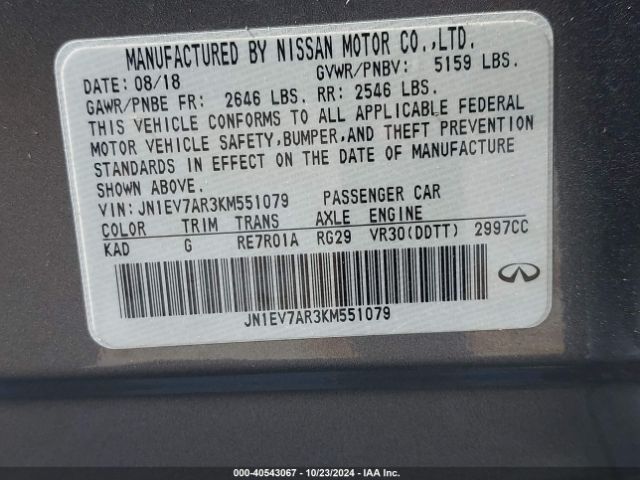 MANUFACTURED BY NISSAN MOTOR CO.,LTD.
DATE: 08/18 GVWR/PNBV: 5159 LBS.
GAWR/PNBE FR: 2646 LBS. RR: 2546 LBS.
THIS VEHICLE CONFORMS TO ALL APPLICABLE FEDERAL
MOTOR VEHICLE SAFETY,BUMPER,AND THEFT PREVENTION
STANDARDS IN EFFECT ON THE DATE OF MANUFACTURE
SHOWN ABOVE.
VIN: JN1EV7AR3KM551079 PASSENGER CAR
COLOR TRIM TRANS AXLE ENGINE
KAD G RE7R01A RG29 VR30(DDTT) 2997CC
JN1EV7AR3KM551079
000-40543067 - 10/23/2024 - IAAI.COM